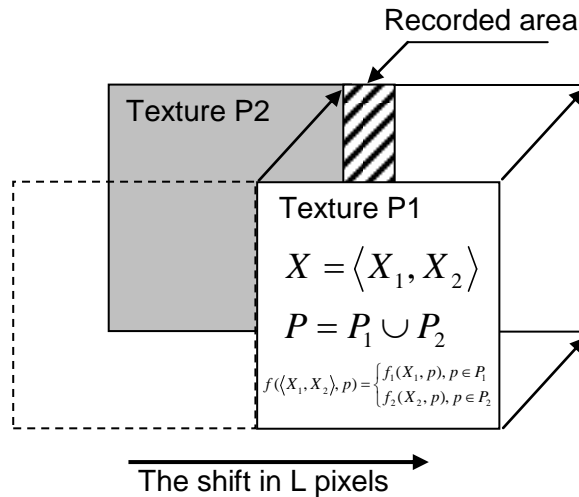 Recorded area
Texture P2
Texture P1
X = ⟨X₁, X₂⟩
P = P₁ ∪ P₂
f(⟨X₁, X₂⟩, p) = { f₁(X₁, p), p ∈ P₁
f₂(X₂, p), p ∈ P₂
The shift in L pixels